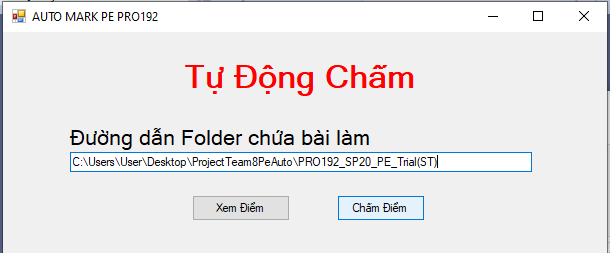 AUTO MARK PE PRO192
Tự Động Chấm
Đường dẫn Folder chứa bài làm
C:\Users\User\Desktop\ProjectTeam8PeAuto\PRO192_SP20_PE_Trial(ST)
Xem Điểm
Chấm Điểm